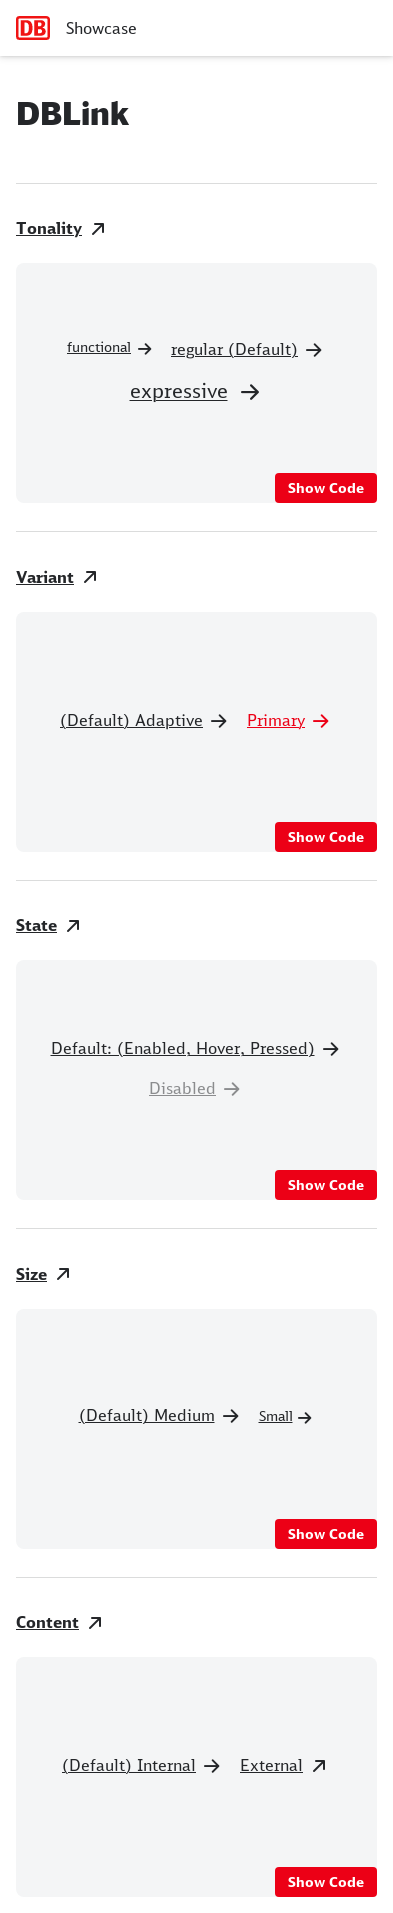 DB Showcase
DBLink
Tonality
functional regular (Default)
expressive
Show Code
Variant
(Default) Adaptive Primary
Show Code
State
Default: (Enabled, Hover, Pressed)
Disabled
Show Code
Size
(Default) Medium Small
Show Code
Content
(Default) Internal External
Show Code